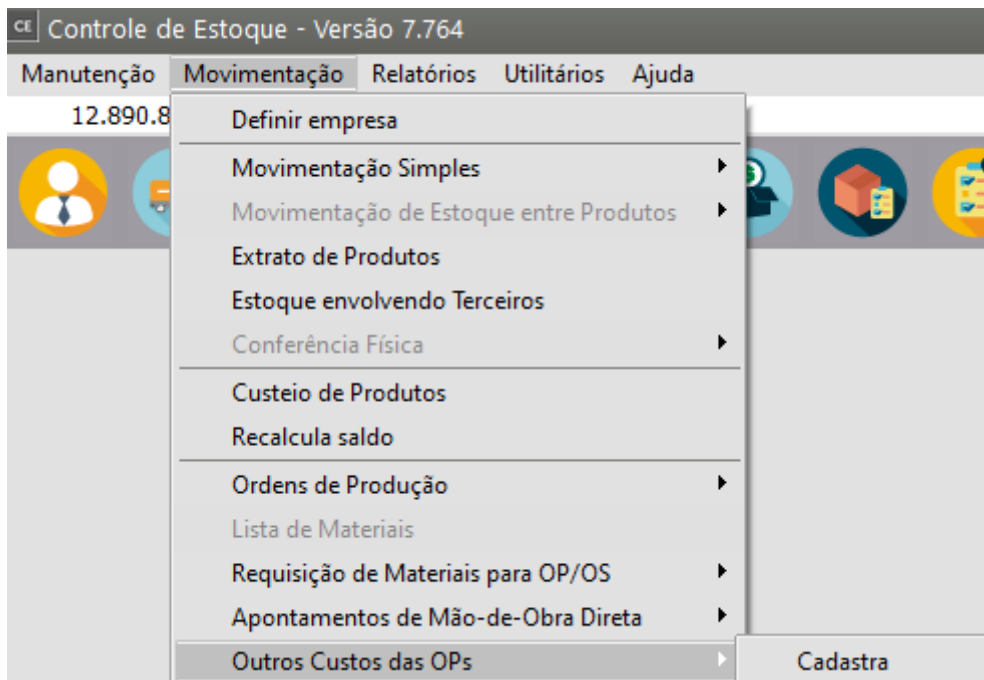 CE Controle de Estoque - Versão 7.764
Manutenção Movimentação Relatórios Utilitários Ajuda
12.890.8
Definir empresa
Movimentação Simples
Movimentação de Estoque entre Produtos
Extrato de Produtos
Estoque envolvendo Terceiros
Conferência Física
Custeio de Produtos
Recalcula saldo
Ordens de Produção
Lista de Materiais
Requisição de Materiais para OP/OS
Apontamentos de Mão-de-Obra Direta
Outros Custos das OPs Cadastra